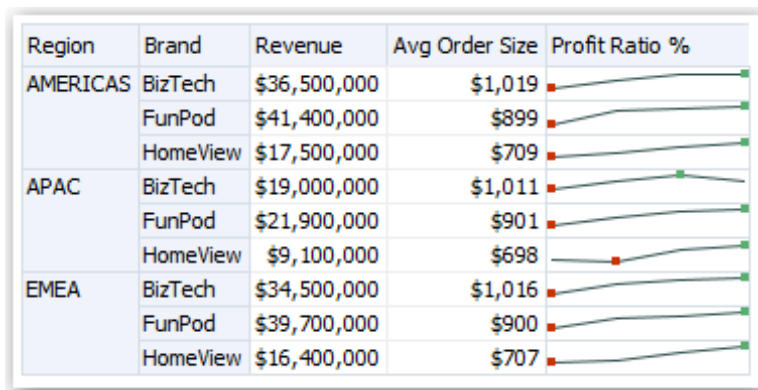 Region Brand Revenue Avg Order Size Profit Ratio %
AMERICAS BizTech $36,500,000 $1,019
FunPod $41,400,000 $899
HomeView $17,500,000 $709
APAC BizTech $19,000,000 $1,011
FunPod $21,900,000 $901
HomeView $9,100,000 $698
EMEA BizTech $34,500,000 $1,016
FunPod $39,700,000 $900
HomeView $16,400,000 $707